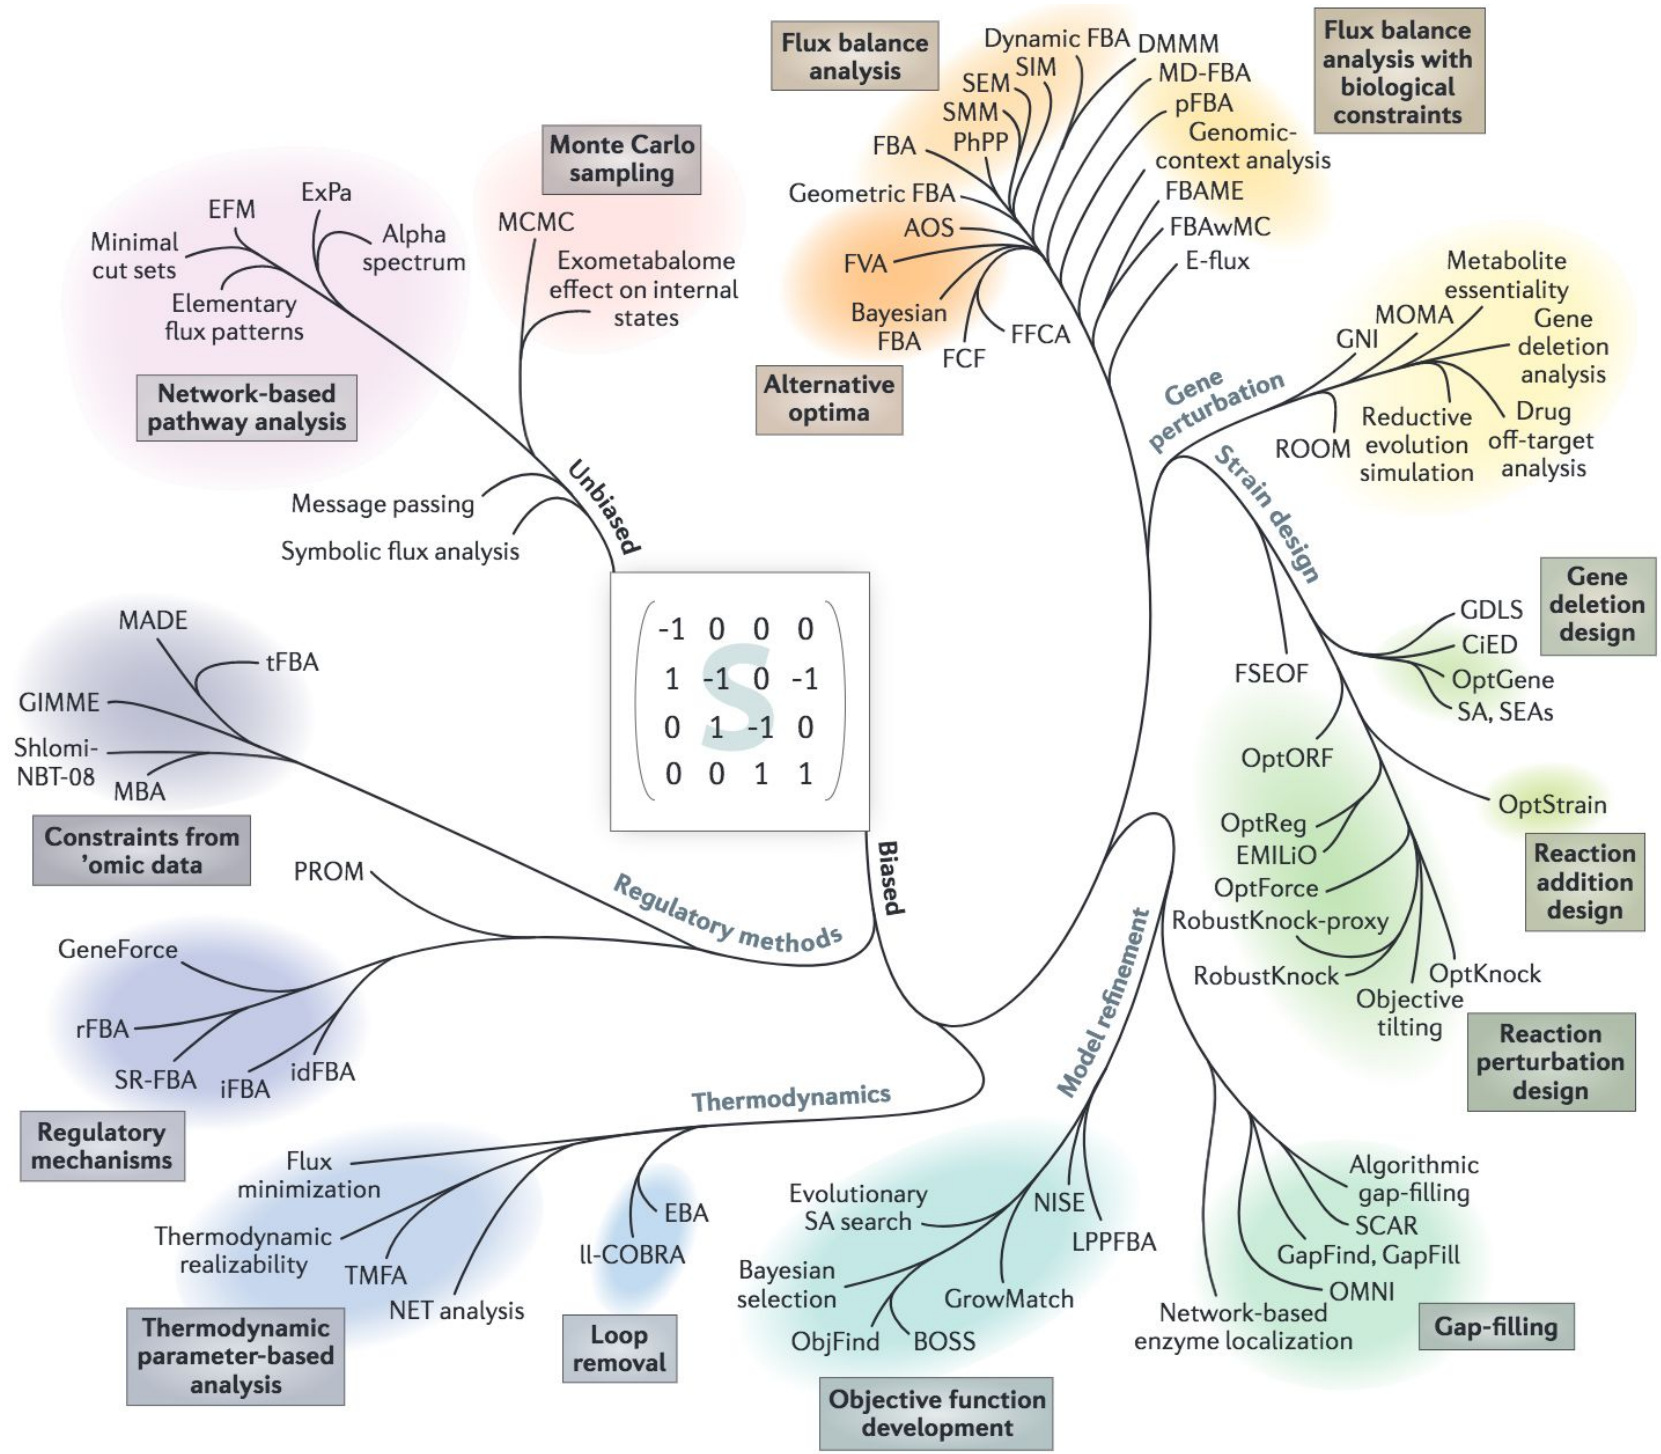 Flux balance
analysis
Dynamic FBA
DMMM
SIM
MD-FBA
SEM
pFBA
SMM
Genomic-
context analysis
PhPP
FBA
FBAME
Geometric FBA
FBAwMC
AOS
E-flux
FVA
Bayesian
FBA
FCF
FFCA
Alternative
optima
Flux balance
analysis with
biological
constraints
Monte Carlo
sampling
MCMC
Exometabalome
effect on internal
states
ExPa
EFM
Alpha
spectrum
Minimal
cut sets
Elementary
flux patterns
Network-based
pathway analysis
Message passing
Symbolic flux analysis
Unbiased
Gene
perturbation
GNI
MOMA
Metabolite
essentiality
Gene
deletion
analysis
ROOM
Reductive
evolution
simulation
Drug
off-target
analysis
Strain design
FSEOF
Gene
deletion
design
GDLS
CiED
OptGene
SA, SEAs
OptORF
OptStrain
OptReg
EMILiO
OptForce
RobustKnock-proxy
RobustKnock
Objective
tilting
OptKnock
Reaction
addition
design
Reaction
perturbation
design
S
-1 0 0 0
1 -1 0 -1
0 1 -1 0
0 0 1 1
Biased
MADE
tFBA
GIMME
Shlomi-
NBT-08
MBA
Constraints from
’omic data
PROM
Regulatory methods
GeneForce
rFBA
SR-FBA
iFBA
idFBA
Regulatory
mechanisms
Thermodynamics
Flux
minimization
Thermodynamic
realizability
TMFA
NET analysis
Thermodynamic
parameter-based
analysis
EBA
ll-COBRA
Loop
removal
Model refinement
Evolutionary
SA search
NISE
LPPFBA
Bayesian
selection
GrowMatch
ObjFind
BOSS
Objective function
development
Algorithmic
gap-filling
SCAR
GapFind, GapFill
OMNI
Network-based
enzyme localization
Gap-filling